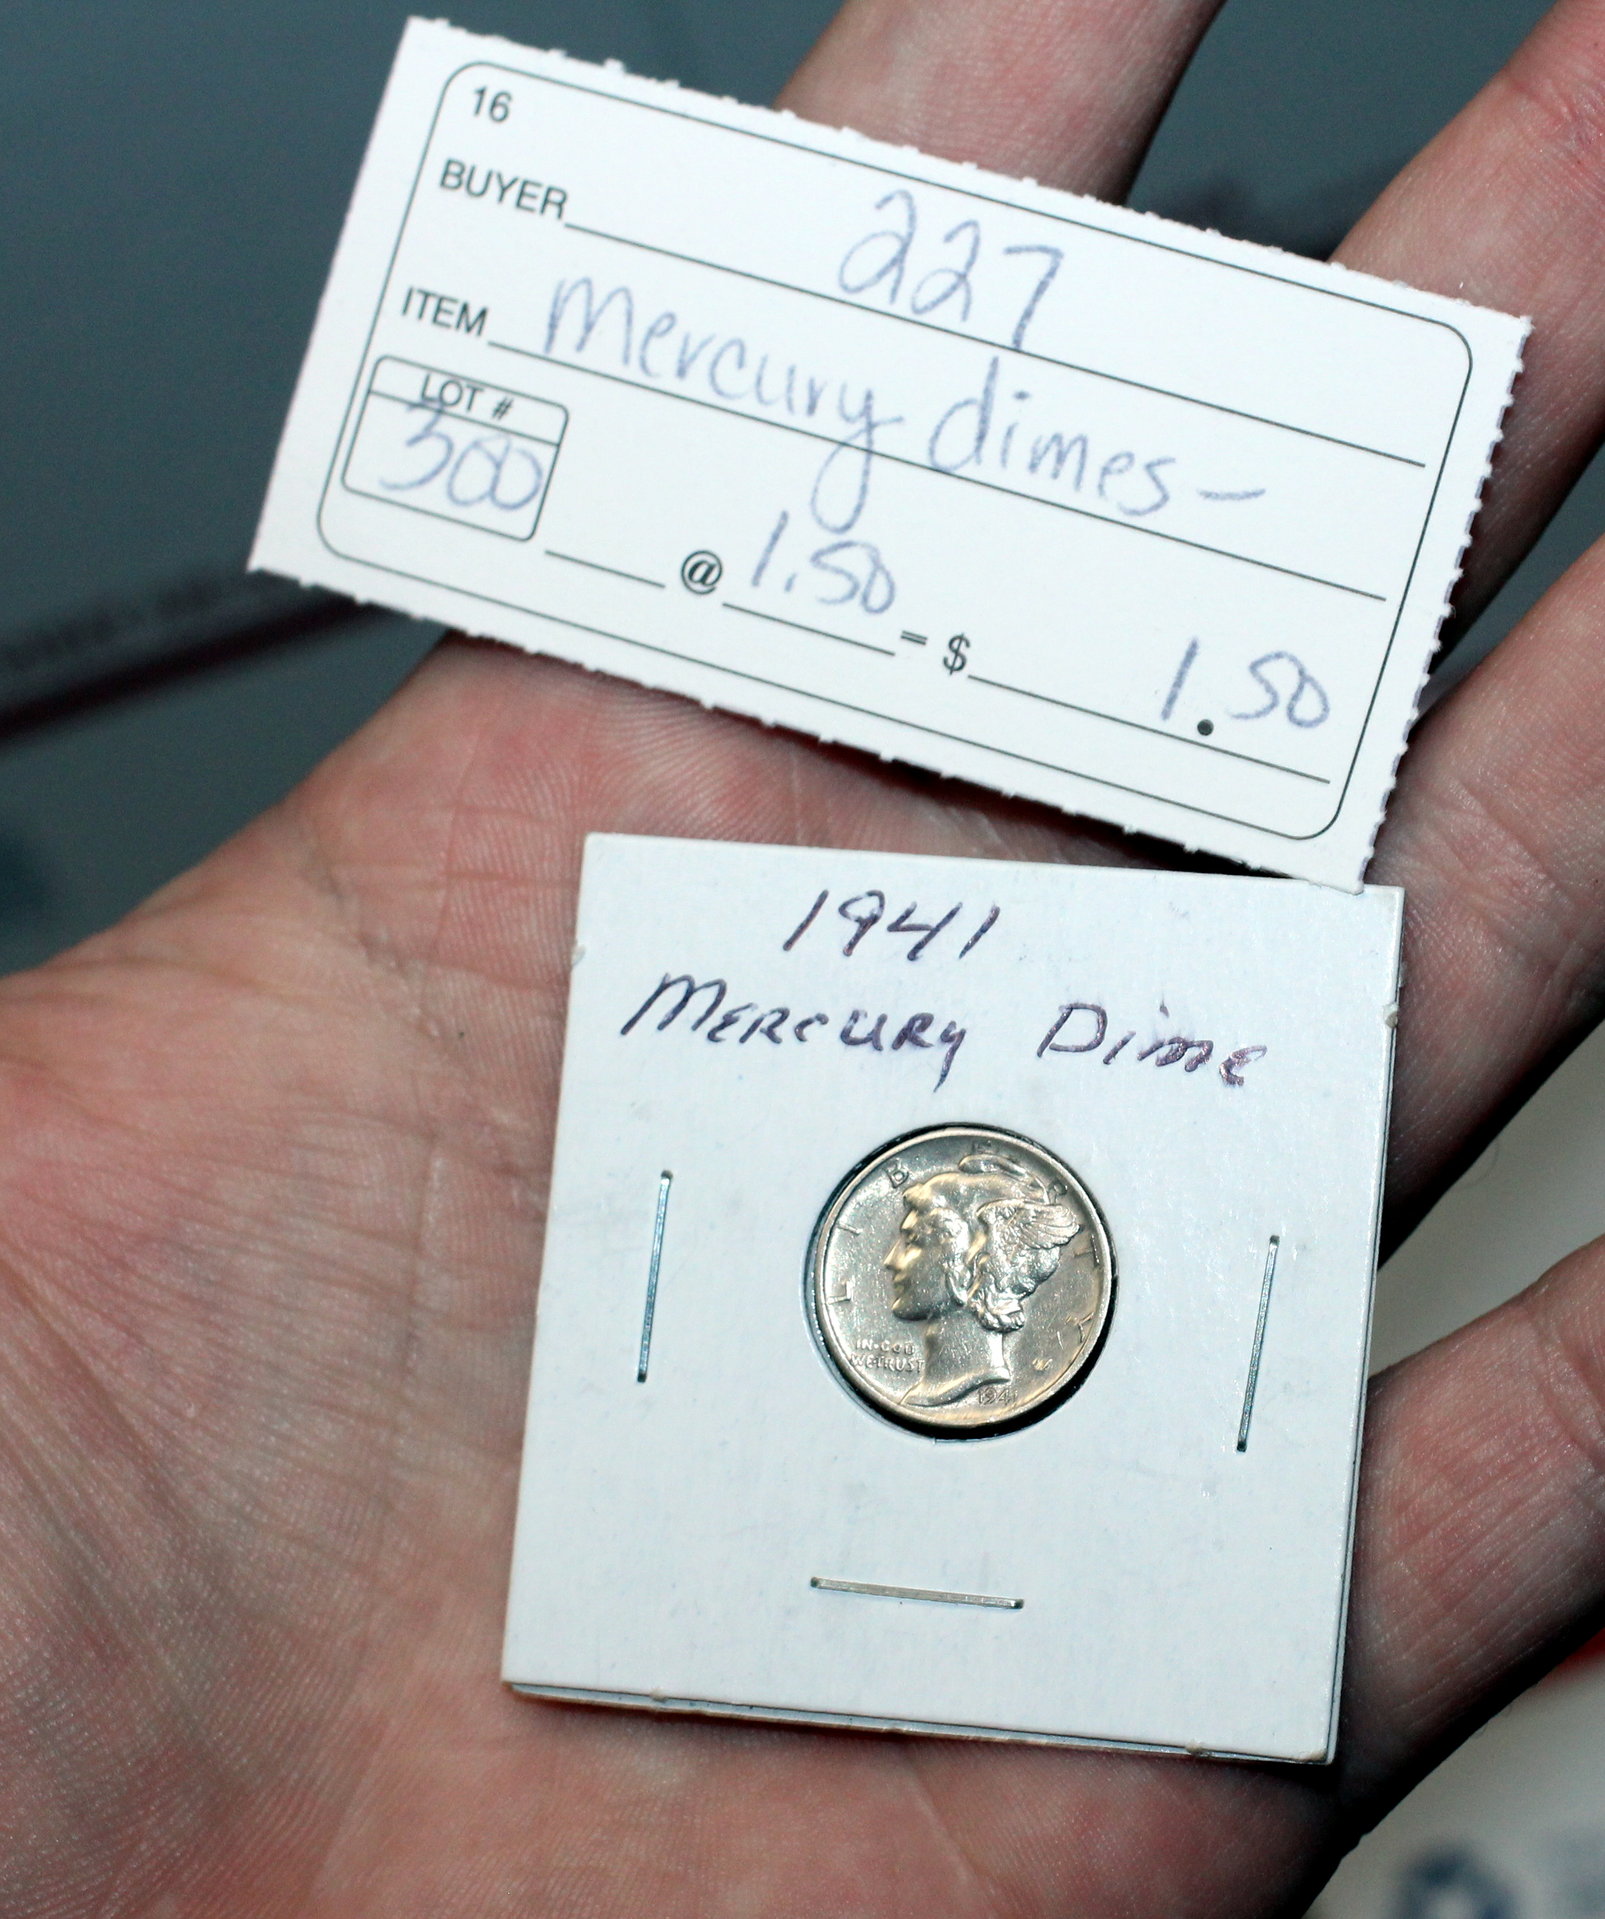 16
BUYER 227
ITEM Mercury dimes-
LOT #
300
@ 1.50 = $ 1.50
1941
MERCURY DIME
LIBERTY
IN·GOD
WE TRUST
1941